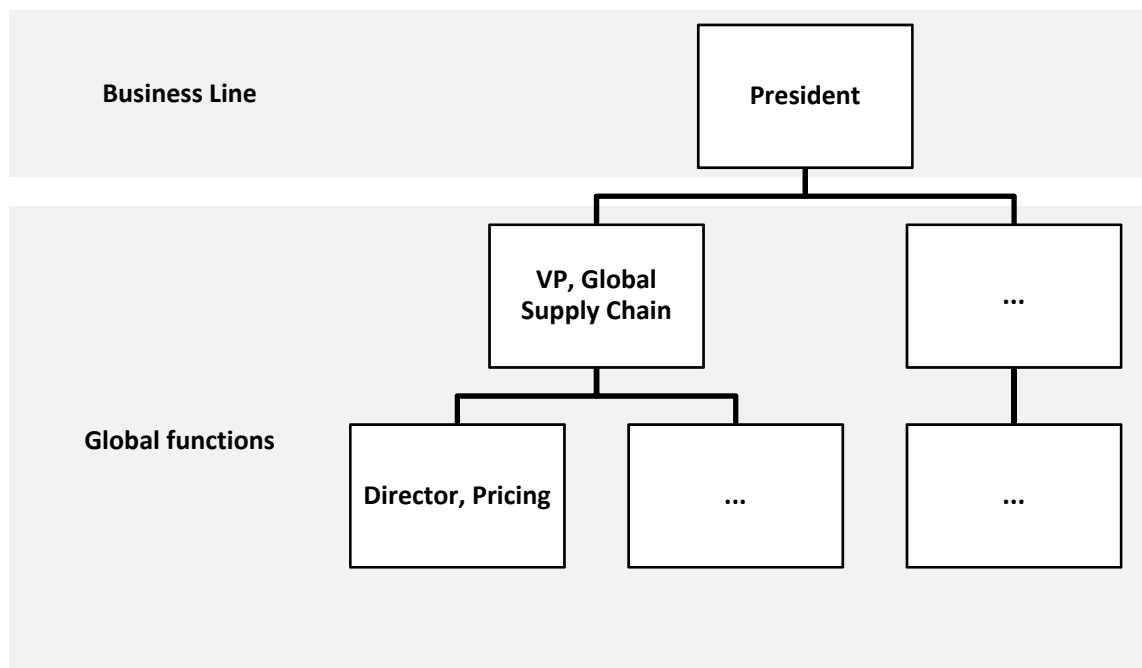 Business Line
President
VP, Global
Supply Chain
...
Global functions
Director, Pricing
...
...